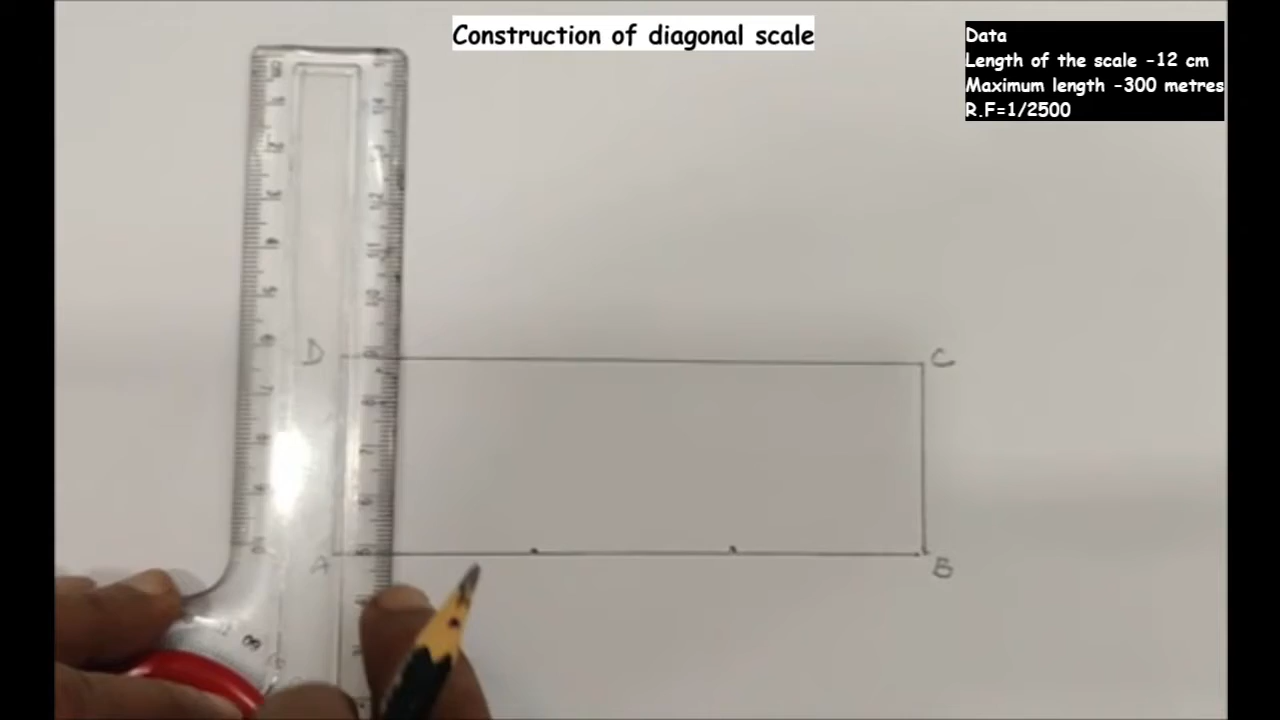 Construction of diagonal scale
Data
Length of the scale -12 cm
Maximum length -300 metres
R.F=1/2500
D
C
A
B